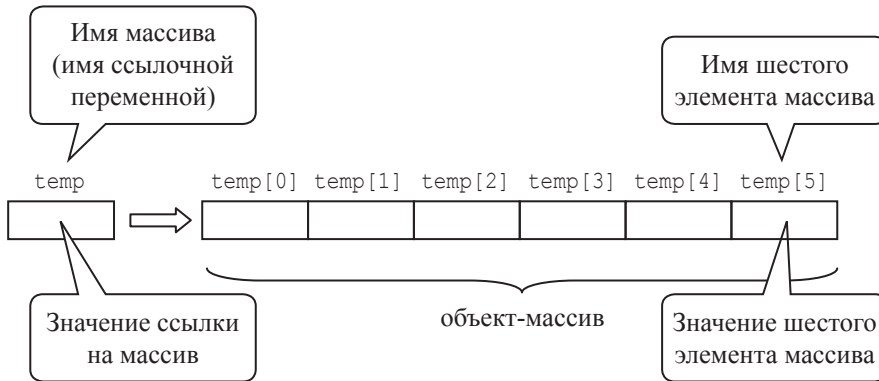 Имя массива
(имя ссылочной
переменной)
Имя шестого
элемента массива
temp
temp[0] temp[1] temp[2] temp[3] temp[4] temp[5]
Значение ссылки
на массив
объект-массив
Значение шестого
элемента массива